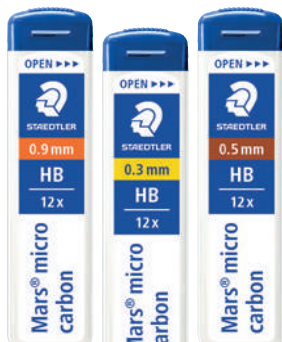 OPEN ►►►
STAEDTLER
0.9 mm
HB
12 x
Mars® micro
carbon
OPEN ►►►
STAEDTLER
0.3 mm
HB
12 x
Mars® micro
carbon
OPEN ►►►
STAEDTLER
0.5 mm
HB
12 x
Mars® micro
carbon